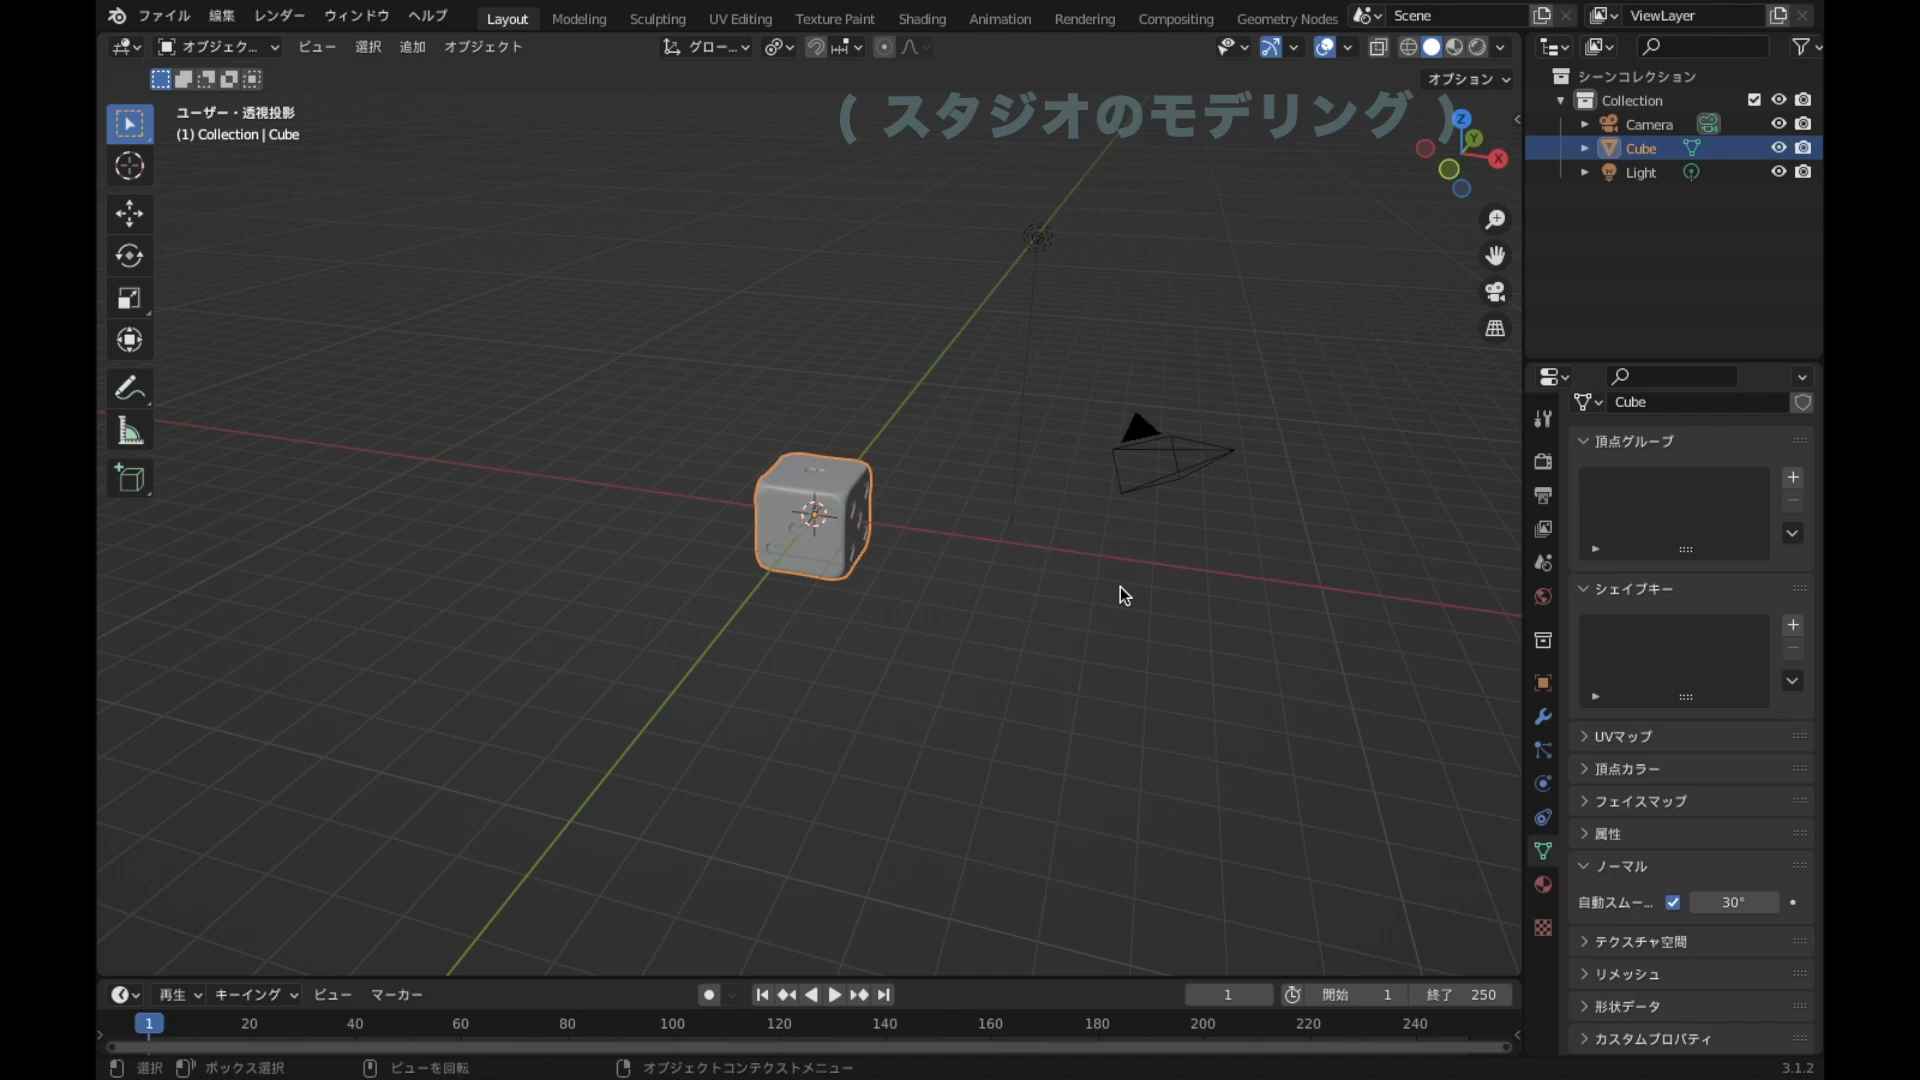 ファイル 編集 レンダー ウィンドウ ヘルプ Layout Modeling Sculpting UV Editing Texture Paint Shading Animation Rendering Compositing Geometry Nodes Scene ViewLayer
オブジェク... ビュー 選択 追加 オブジェクト グロー...
オプション
( スタジオのモデリング )
ユーザー・透視投影
(1) Collection | Cube
Z
Y
X
シーンコレクション
Collection
Camera
Cube
Light
Cube
頂点グループ
シェイプキー
UVマップ
頂点カラー
フェイスマップ
属性
ノーマル
自動スムー... 30°
テクスチャ空間
リメッシュ
形状データ
カスタムプロパティ
再生 キーイング ビュー マーカー 1 開始 1 終了 250
1 20 40 60 80 100 120 140 160 180 200 220 240
選択 ボックス選択 ビューを回転 オブジェクトコンテクストメニュー 3.1.2